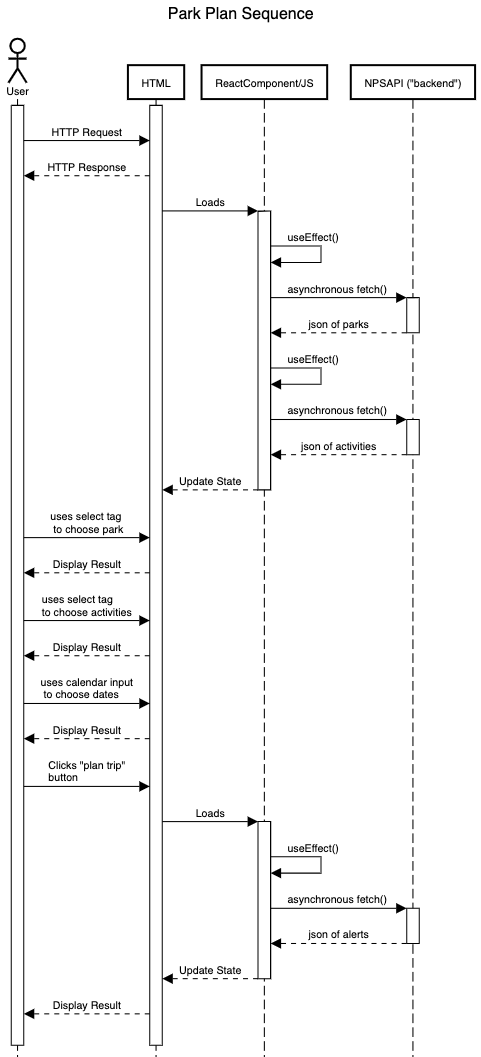 Park Plan Sequence
User
HTML
ReactComponent/JS
NPSAPI ("backend")
HTTP Request
HTTP Response
Loads
useEffect()
asynchronous fetch()
json of parks
useEffect()
asynchronous fetch()
json of activities
Update State
uses select tag
to choose park
Display Result
uses select tag
to choose activities
Display Result
uses calendar input
to choose dates
Display Result
Clicks "plan trip"
button
Loads
useEffect()
asynchronous fetch()
json of alerts
Update State
Display Result